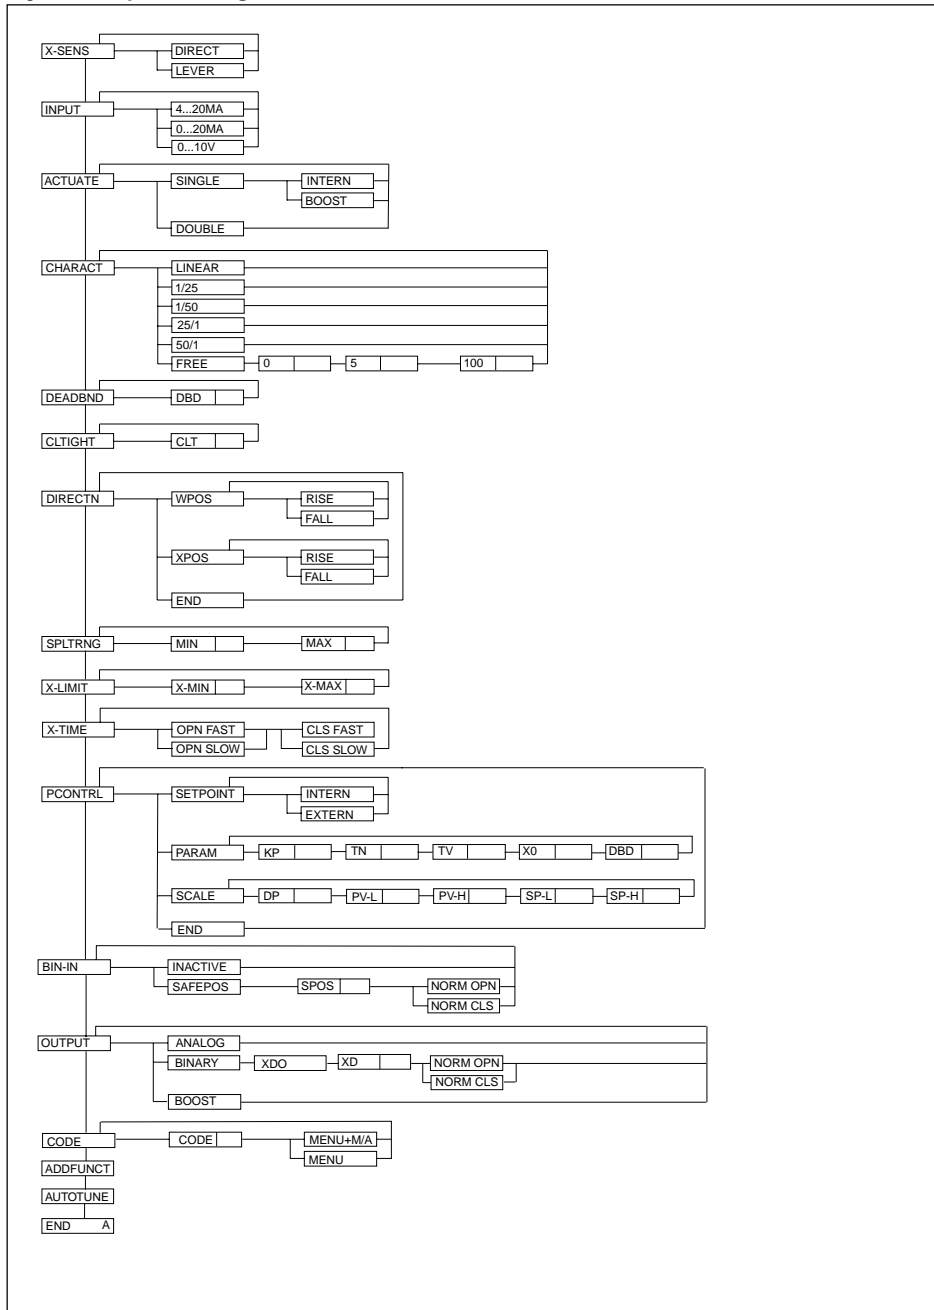 X-SENS DIRECT
LEVER
INPUT 4...20MA
0...20MA
0...10V
ACTUATE SINGLE INTERN
BOOST
DOUBLE
CHARACT LINEAR
1/25
1/50
25/1
50/1
FREE 0 5 100
DEADBND DBD
CLTIGHT CLT
DIRECTN WPOS RISE
FALL
XPOS RISE
FALL
END
SPLTRNG MIN MAX
X-LIMIT X-MIN X-MAX
X-TIME OPN FAST CLS FAST
OPN SLOW CLS SLOW
PCONTRL SETPOINT INTERN
EXTERN
PARAM KP TN TV X0 DBD
SCALE DP PV-L PV-H SP-L SP-H
END
BIN-IN INACTIVE
SAFEPOS SPOS NORM OPN
NORM CLS
OUTPUT ANALOG
BINARY XDO XD NORM OPN
NORM CLS
BOOST
CODE CODE MENU+M/A
MENU
ADDFUNCT
AUTOTUNE
END A